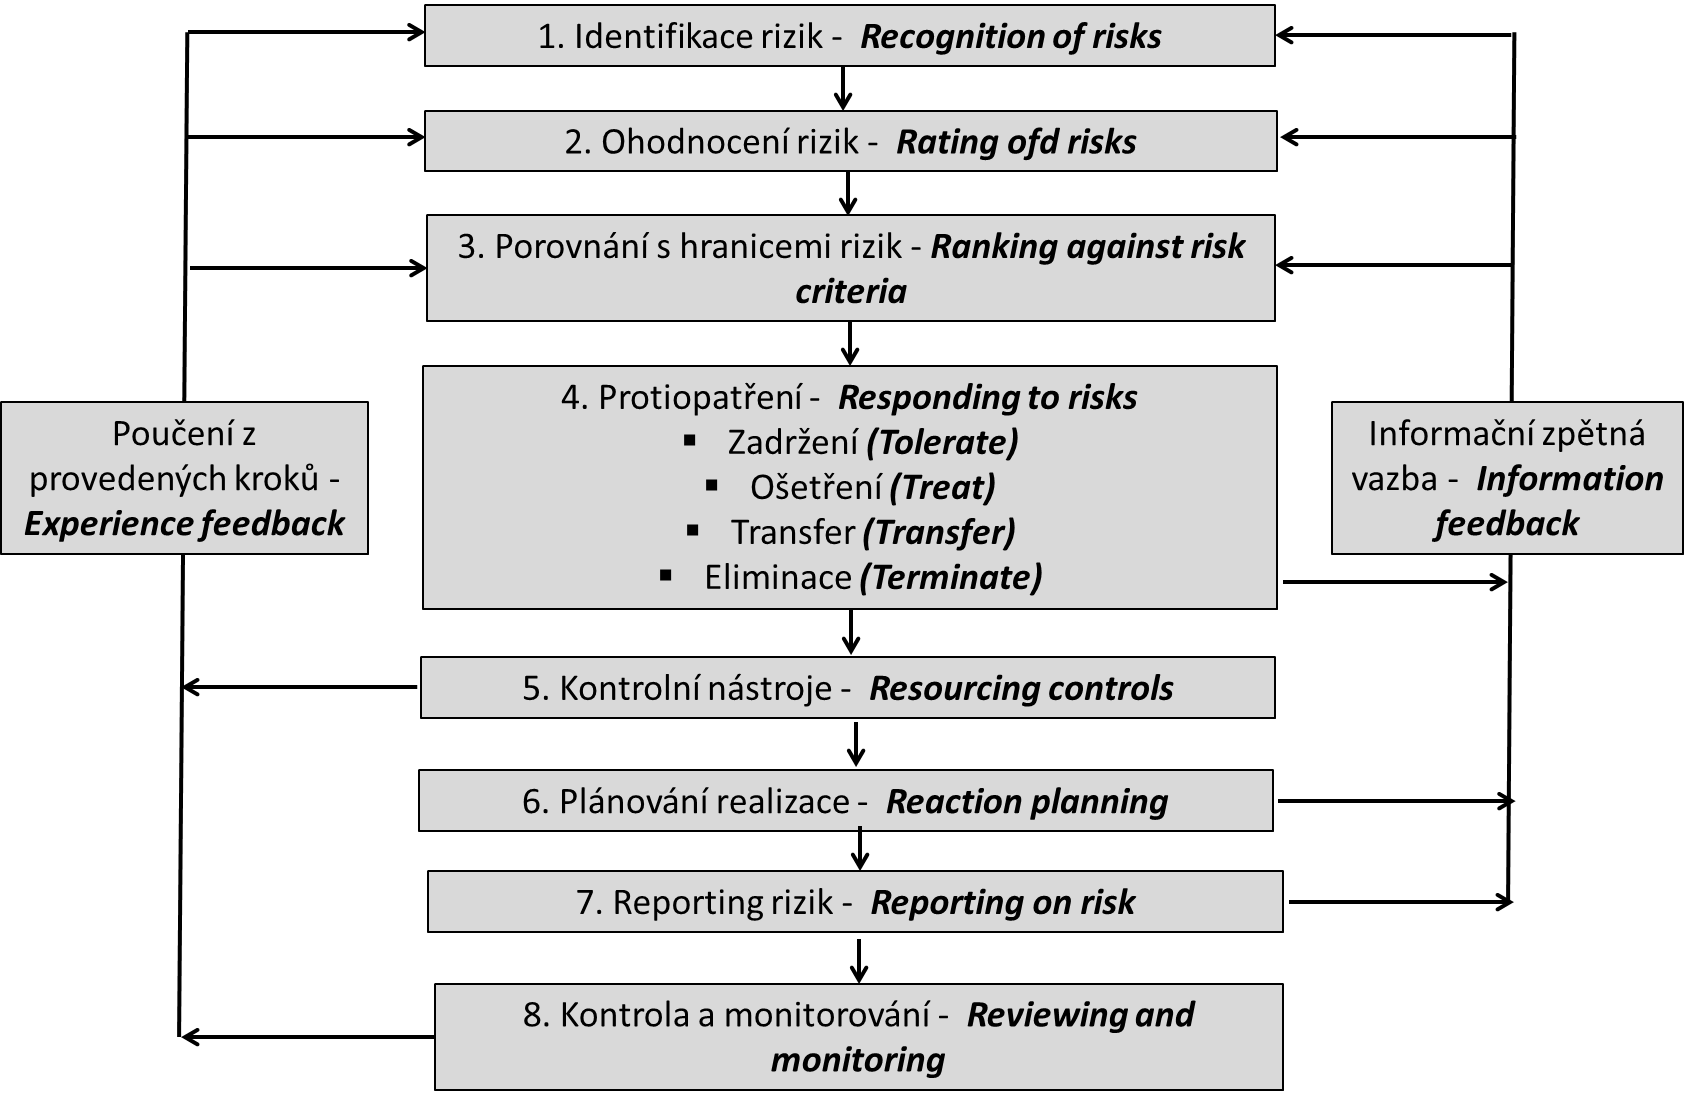 1. Identifikace rizik - Recognition of risks
2. Ohodnocení rizik - Rating ofd risks
3. Porovnání s hranicemi rizik - Ranking against risk
criteria
4. Protiopatření - Responding to risks
▪ Zadržení (Tolerate)
▪ Ošetření (Treat)
▪ Transfer (Transfer)
▪ Eliminace (Terminate)
Poučení z
provedených kroků -
Experience feedback
Informační zpětná
vazba - Information
feedback
5. Kontrolní nástroje - Resourcing controls
6. Plánování realizace - Reaction planning
7. Reporting rizik - Reporting on risk
8. Kontrola a monitorování - Reviewing and
monitoring